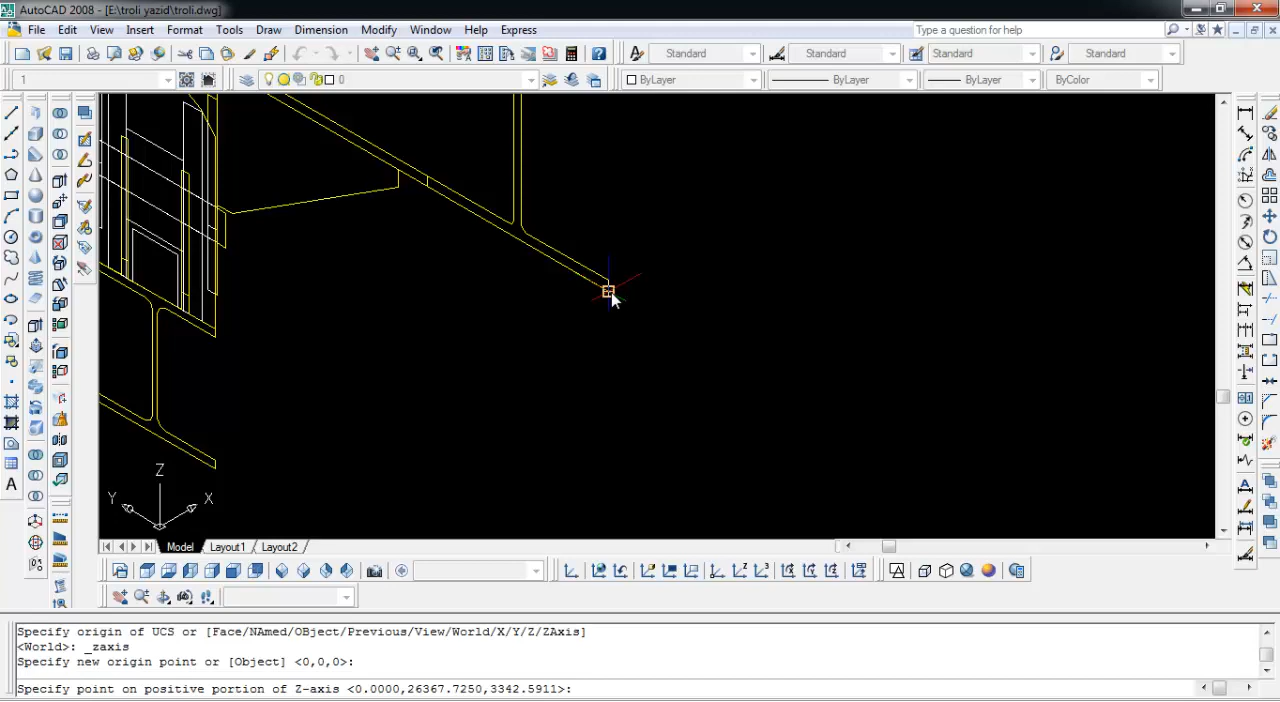 AutoCAD 2008 - [E:\troli yazid\troli.dwg]
File Edit View Insert Format Tools Draw Dimension Modify Window Help Express
Type a question for help
Standard Standard Standard Standard
1 0 ByLayer ByLayer ByLayer ByColor
A
Z
Y X
Model Layout1 Layout2
Specify origin of UCS or [Face/NAmed/OBject/Previous/View/World/X/Y/Z/ZAxis]
<World>: _zaxis
Specify new origin point or [Object] <0,0,0>:
Specify point on positive portion of Z-axis <0.0000,26367.7250,3342.5911>: